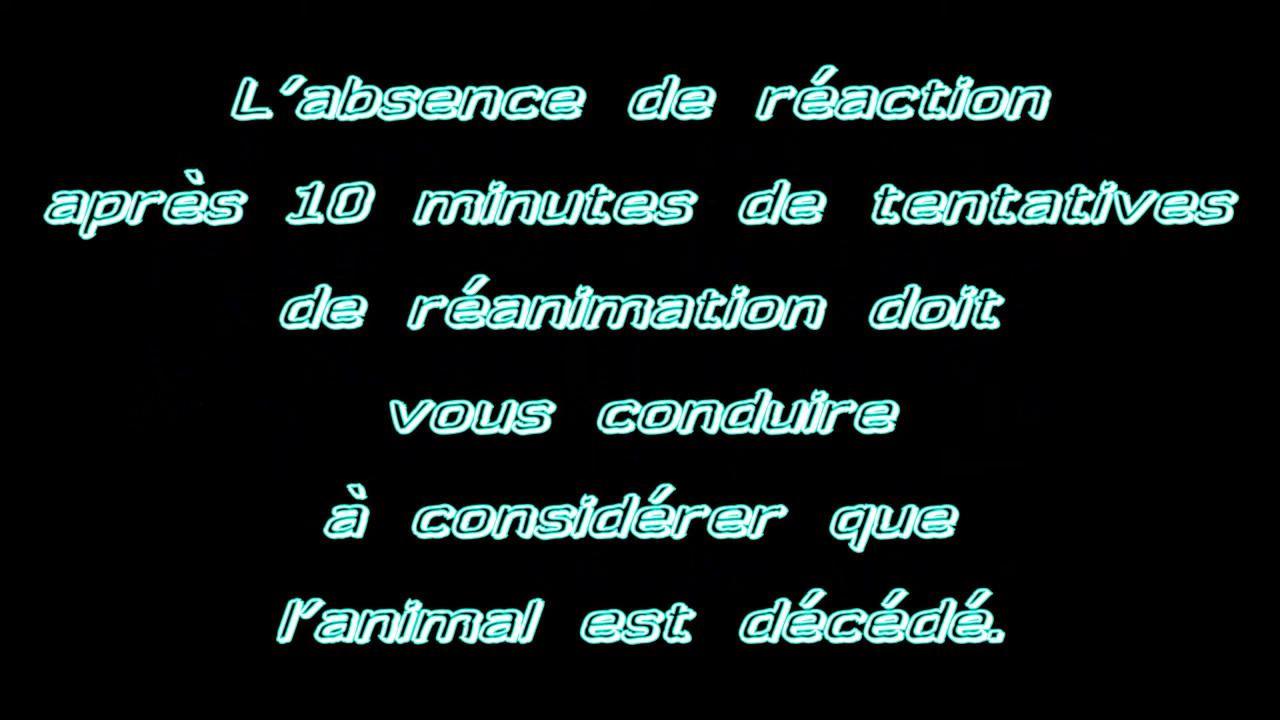 L'absence de réaction
après 10 minutes de tentatives
de réanimation doit
vous conduire
à considérer que
l'animal est décédé.